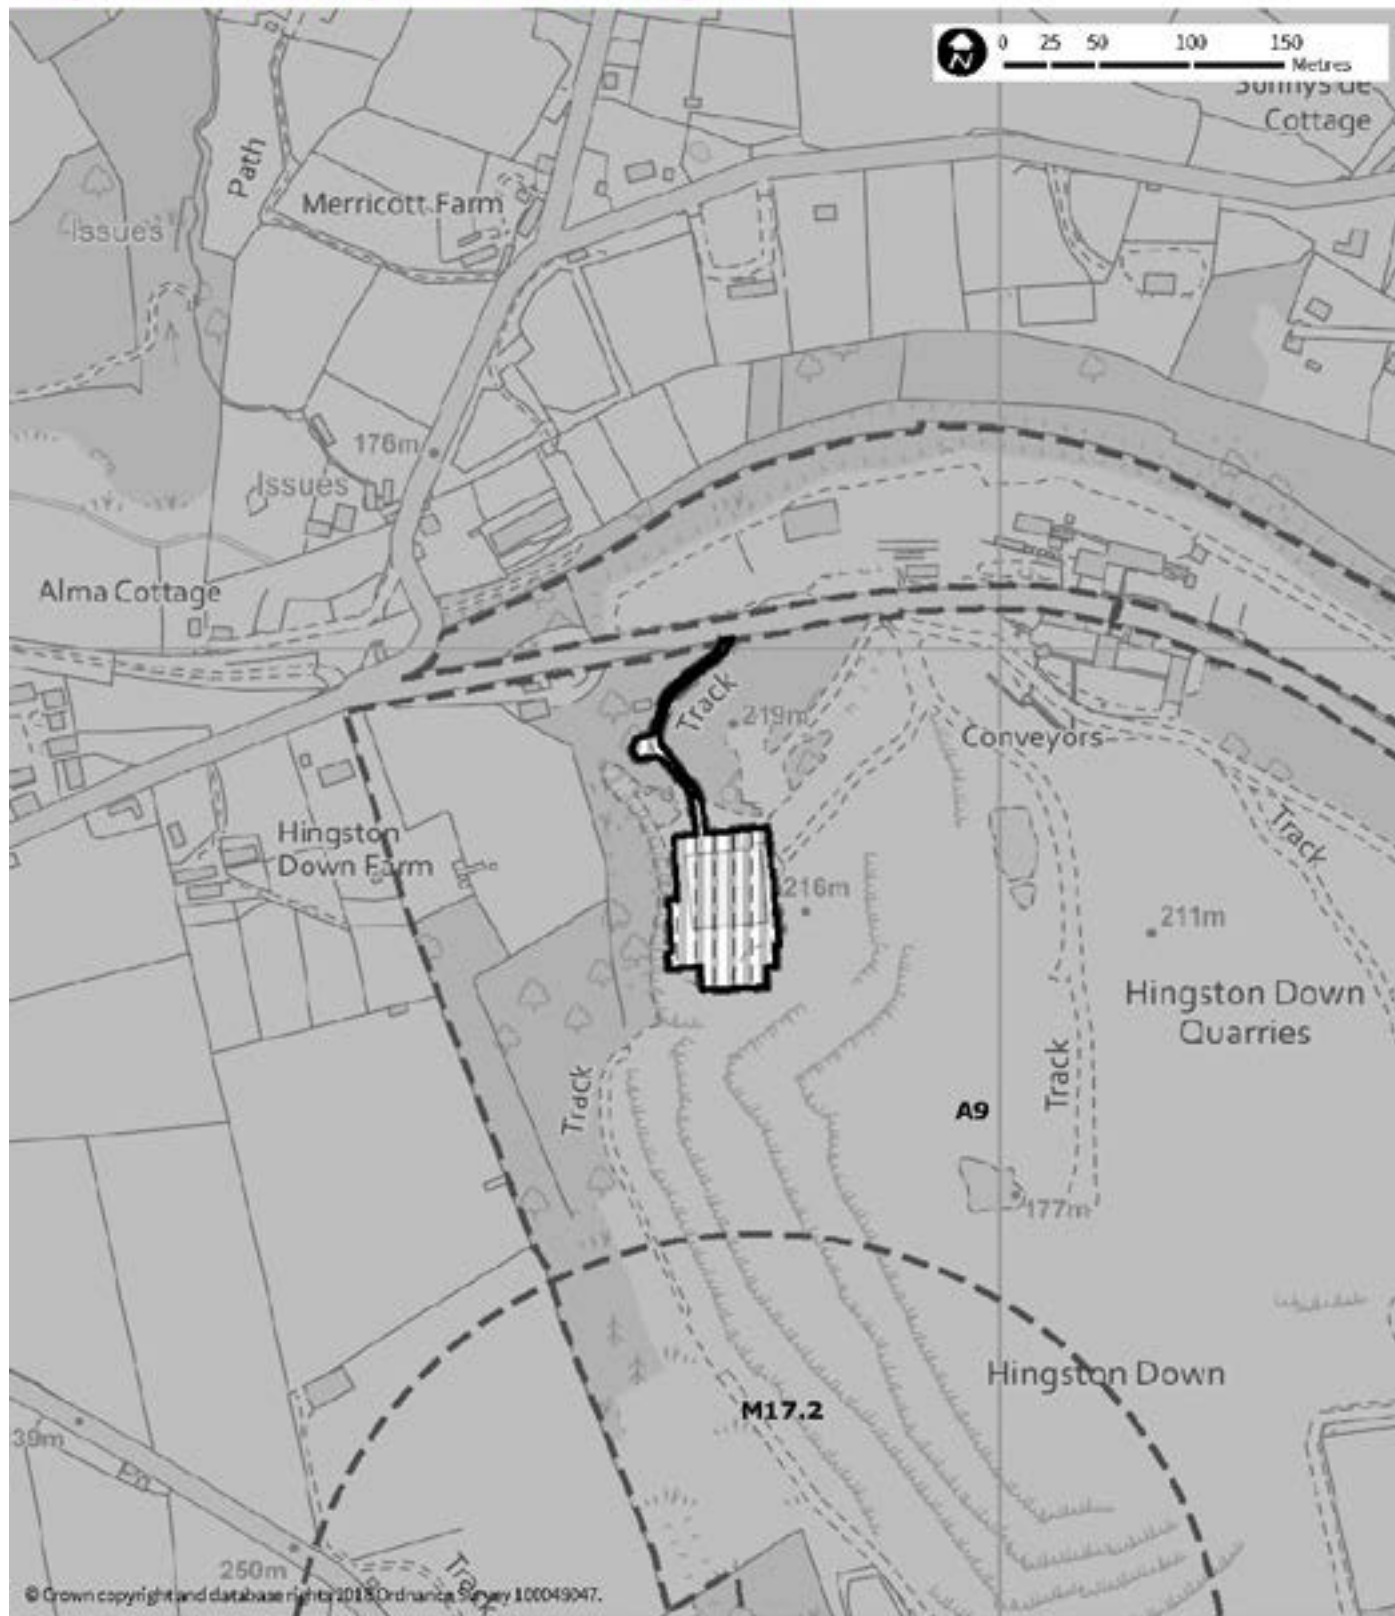 0 25 50 100 150
Metres
Sunnyside
Cottage
Path
Merricott Farm
Issues
176m
Issues
Alma Cottage
Track
219m
Conveyors
Track
Hingston
Down Farm
216m
211m
Hingston Down
Quarries
Track
Track
A9
177m
Hingston Down
M17.2
39m
250m
Track
© Crown copyright and database rights 2018 Ordnance Survey 100049047.